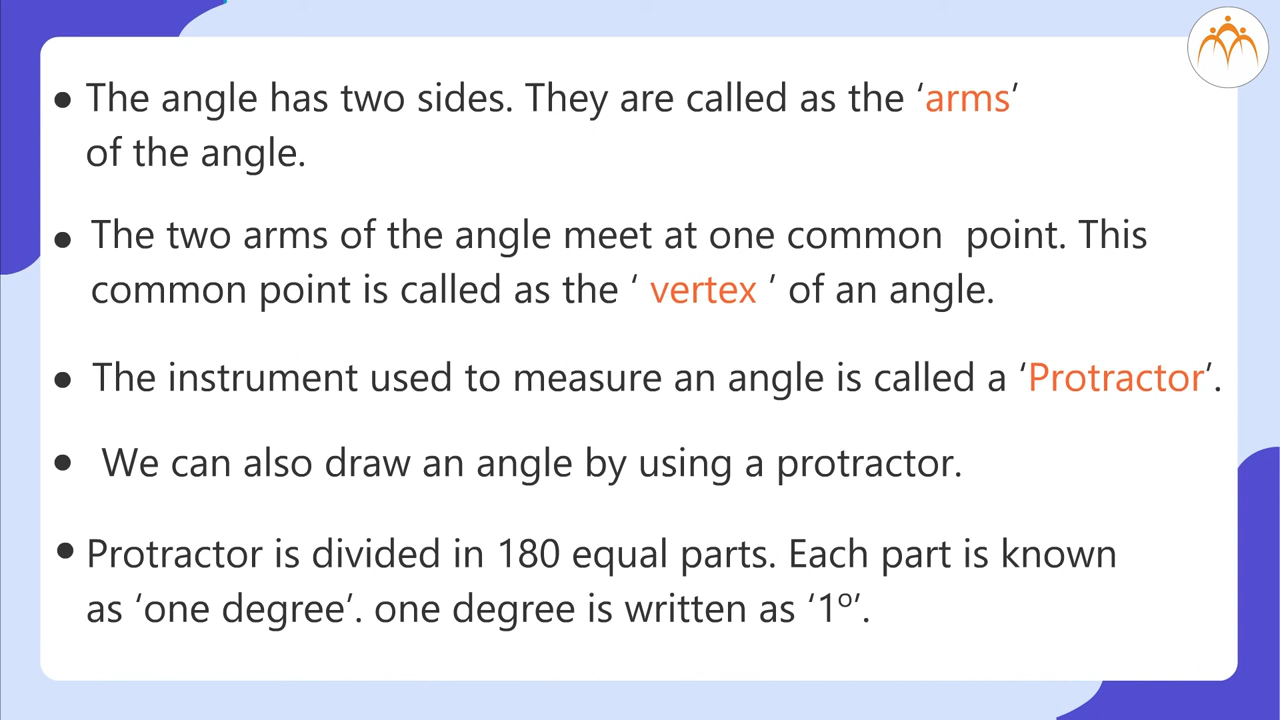 • The angle has two sides. They are called as the ‘arms’
of the angle.
• The two arms of the angle meet at one common point. This
common point is called as the ‘ vertex ’ of an angle.
• The instrument used to measure an angle is called a ‘Protractor’.
• We can also draw an angle by using a protractor.
• Protractor is divided in 180 equal parts. Each part is known
as ‘one degree’. one degree is written as ‘1º’.